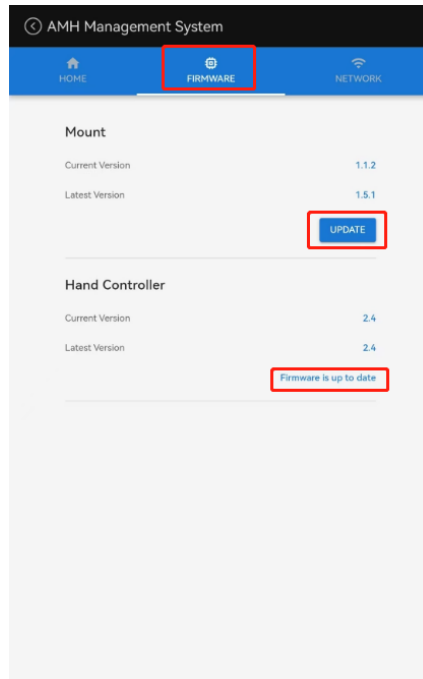 AMH Management System
HOME FIRMWARE NETWORK
Mount
Current Version 1.1.2
Latest Version 1.5.1
UPDATE
Hand Controller
Current Version 2.4
Latest Version 2.4
Firmware is up to date